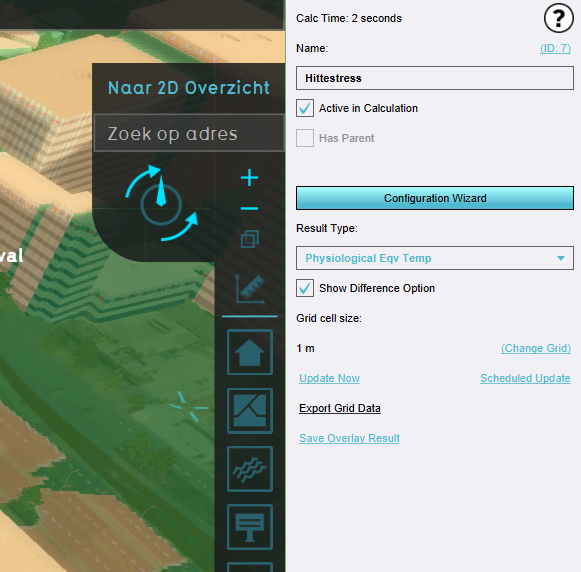 Calc Time: 2 seconds
?
Name:
(ID: 7)
Hittestress
Active in Calculation
Has Parent
Configuration Wizard
Result Type:
Physiological Eqv Temp
Show Difference Option
Grid cell size:
1 m
(Change Grid)
Update Now
Scheduled Update
Export Grid Data
Save Overlay Result
Naar 2D Overzicht
Zoek op adres
val